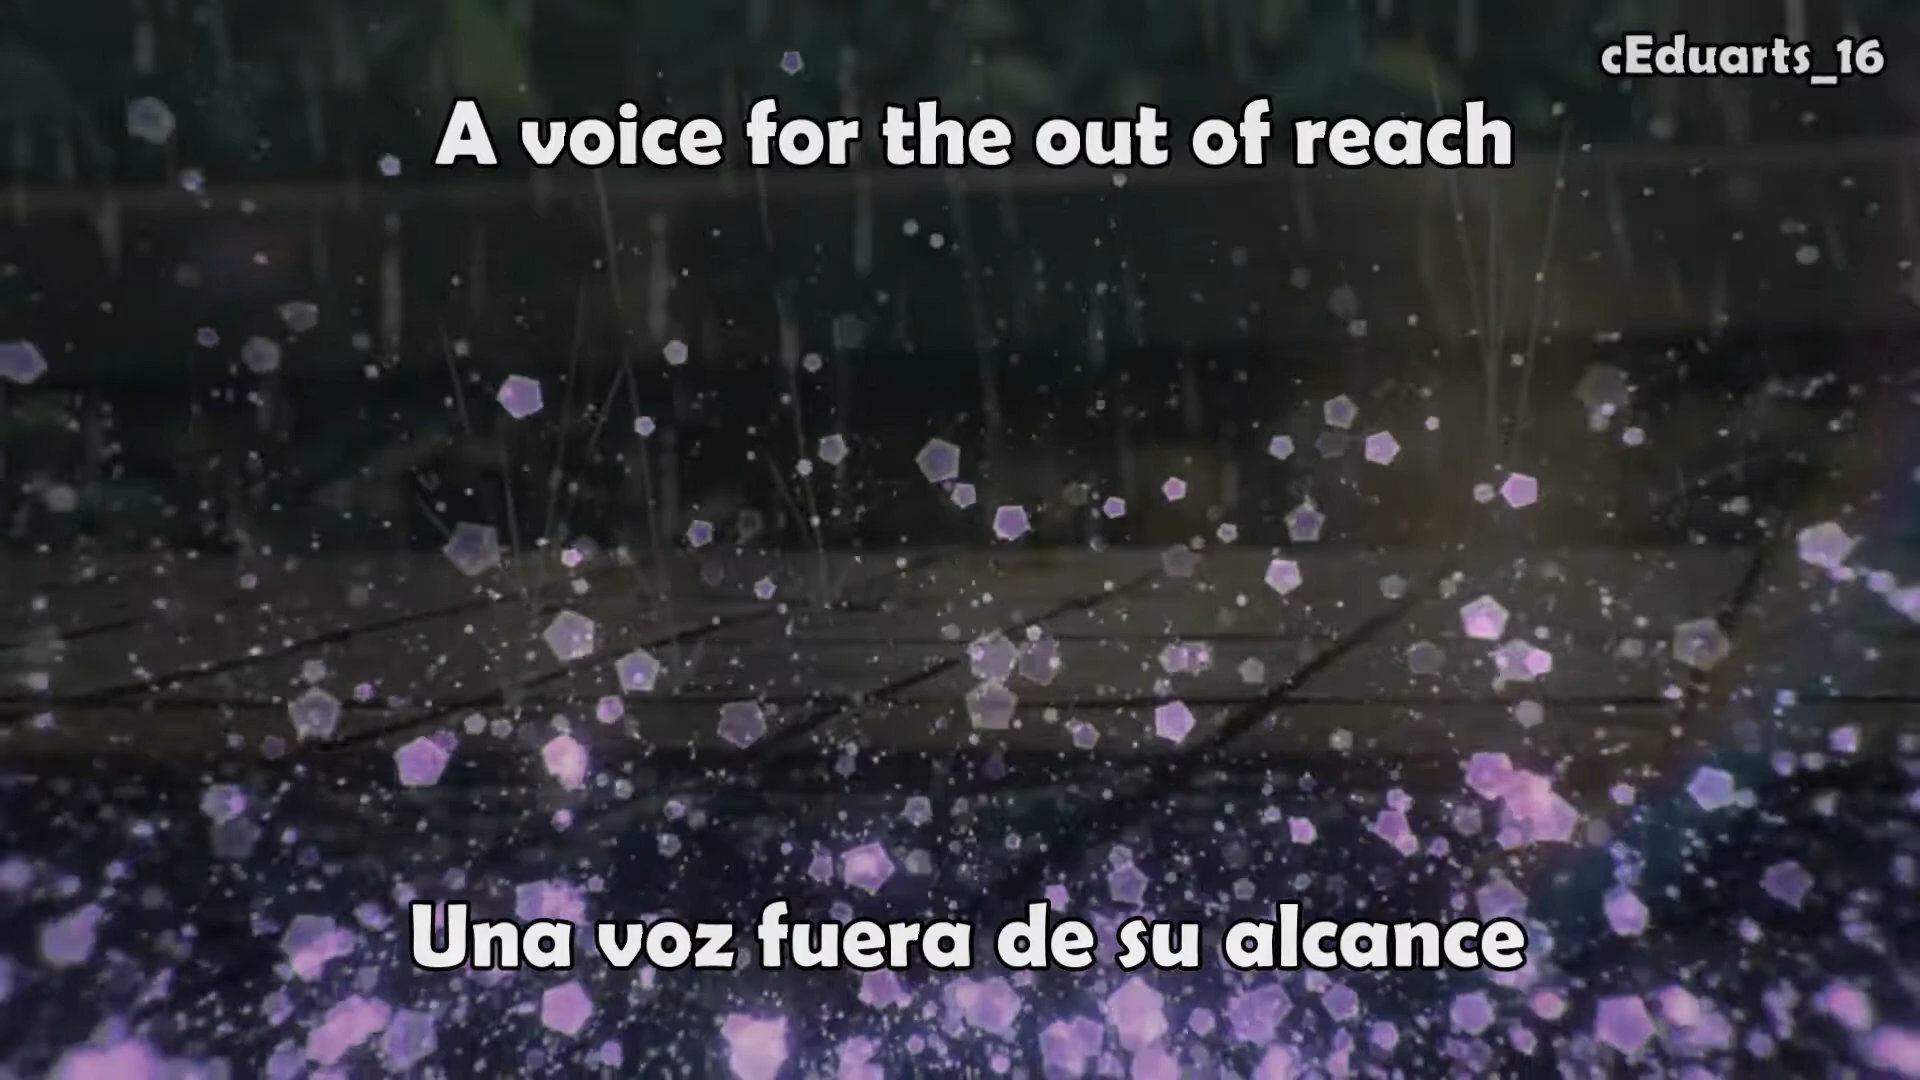 cEduarts_16
A voice for the out of reach
Una voz fuera de su alcance